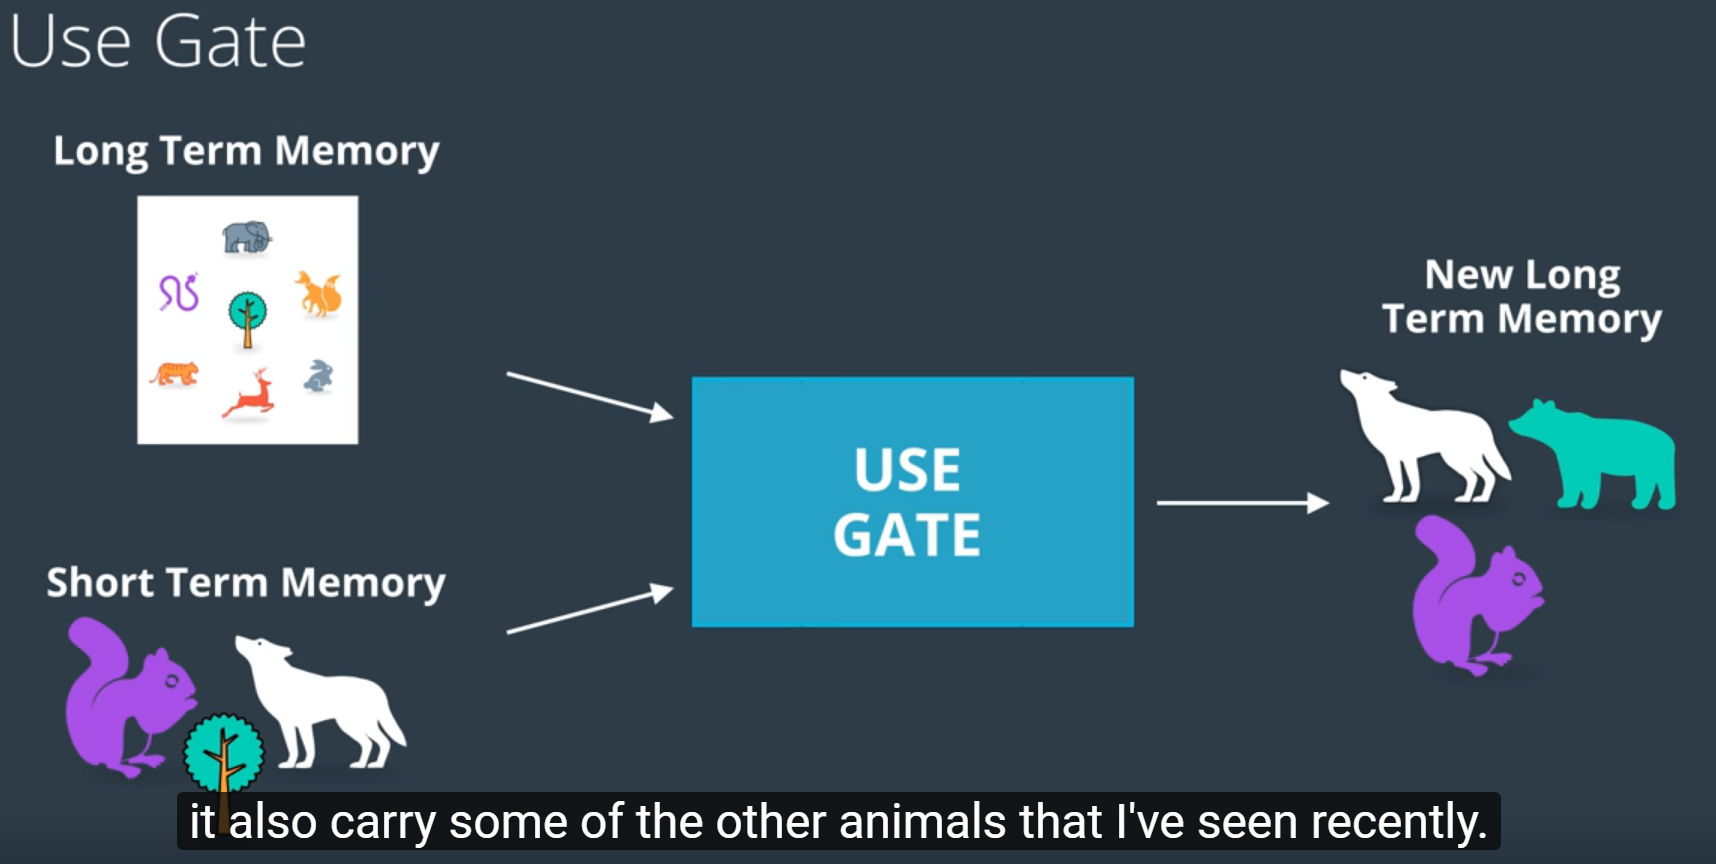 Use Gate
Long Term Memory
New Long
Term Memory
USE
GATE
Short Term Memory
it also carry some of the other animals that I've seen recently.